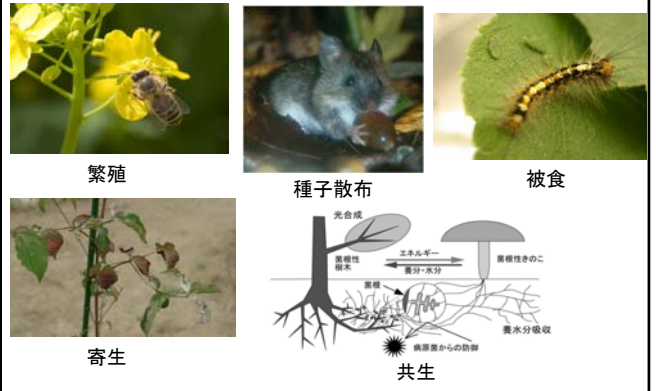 繁殖
種子散布
被食
寄生
光合成
菌根性
樹木
エネルギー
養分・水分
菌根性きのこ
菌根
養水分吸収
病原菌からの防御
共生